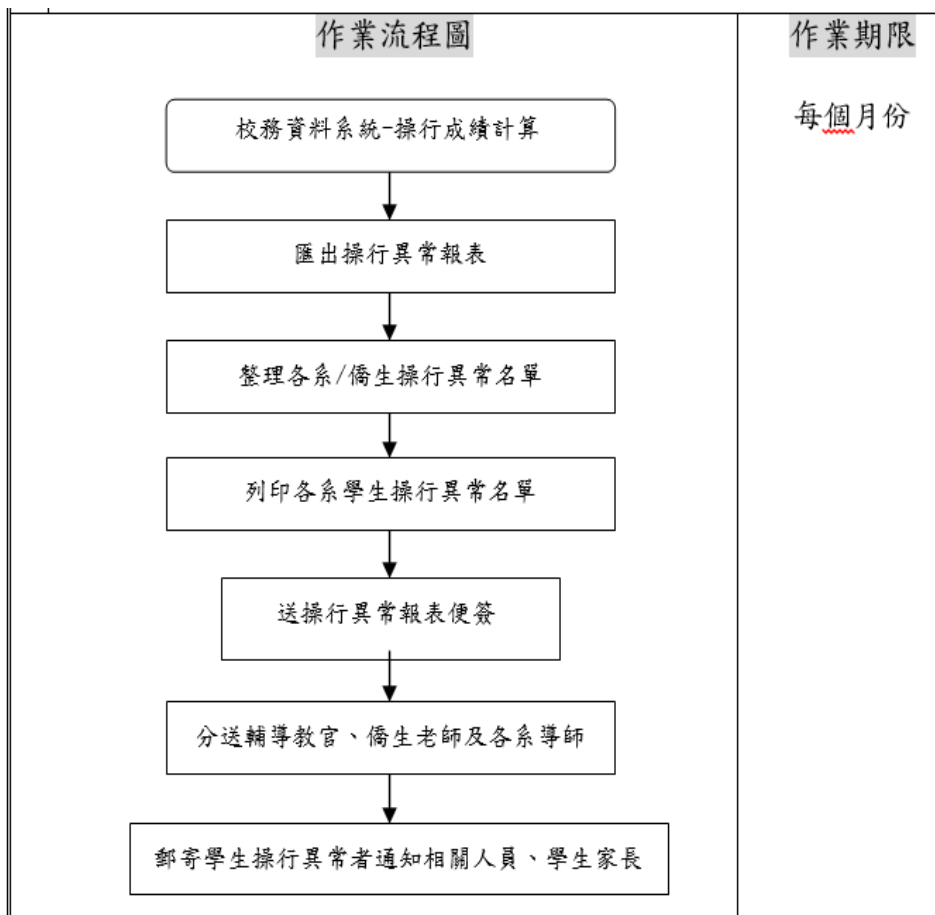 作業流程圖
作業期限
每個月份
校務資料系統-操行成績計算
匯出操行異常報表
整理各系/僑生操行異常名單
列印各系學生操行異常名單
送操行異常報表便簽
分送輔導教官、僑生老師及各系導師
郵寄學生操行異常者通知相關人員、學生家長